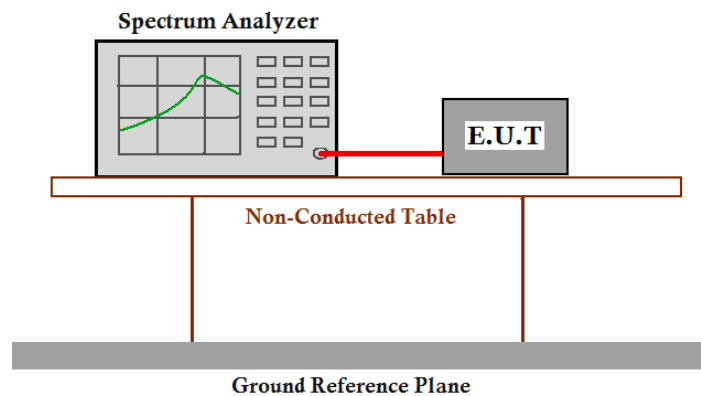 Spectrum Analyzer
E.U.T
Non-Conducted Table
Ground Reference Plane